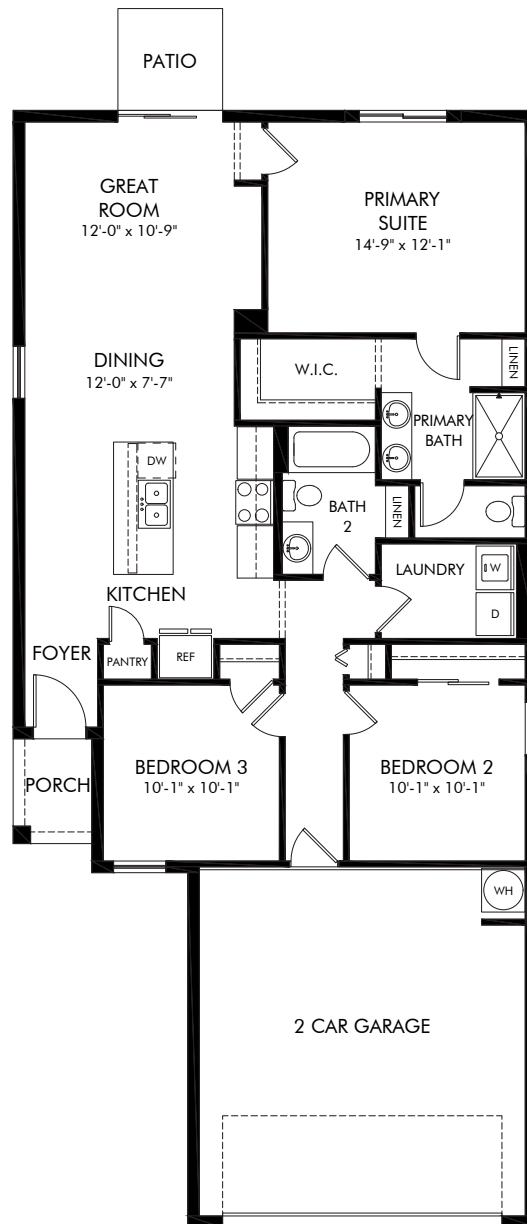 PATIO
GREAT
ROOM
12'-0" x 10'-9"
PRIMARY
SUITE
14'-9" x 12'-1"
DINING
12'-0" x 7'-7"
W.I.C.
LINEN
PRIMARY
BATH
DW
BATH
2
LINEN
LAUNDRY
W
D
KITCHEN
FOYER
PANTRY
REF
PORCH
BEDROOM 3
10'-1" x 10'-1"
BEDROOM 2
10'-1" x 10'-1"
WH
2 CAR GARAGE